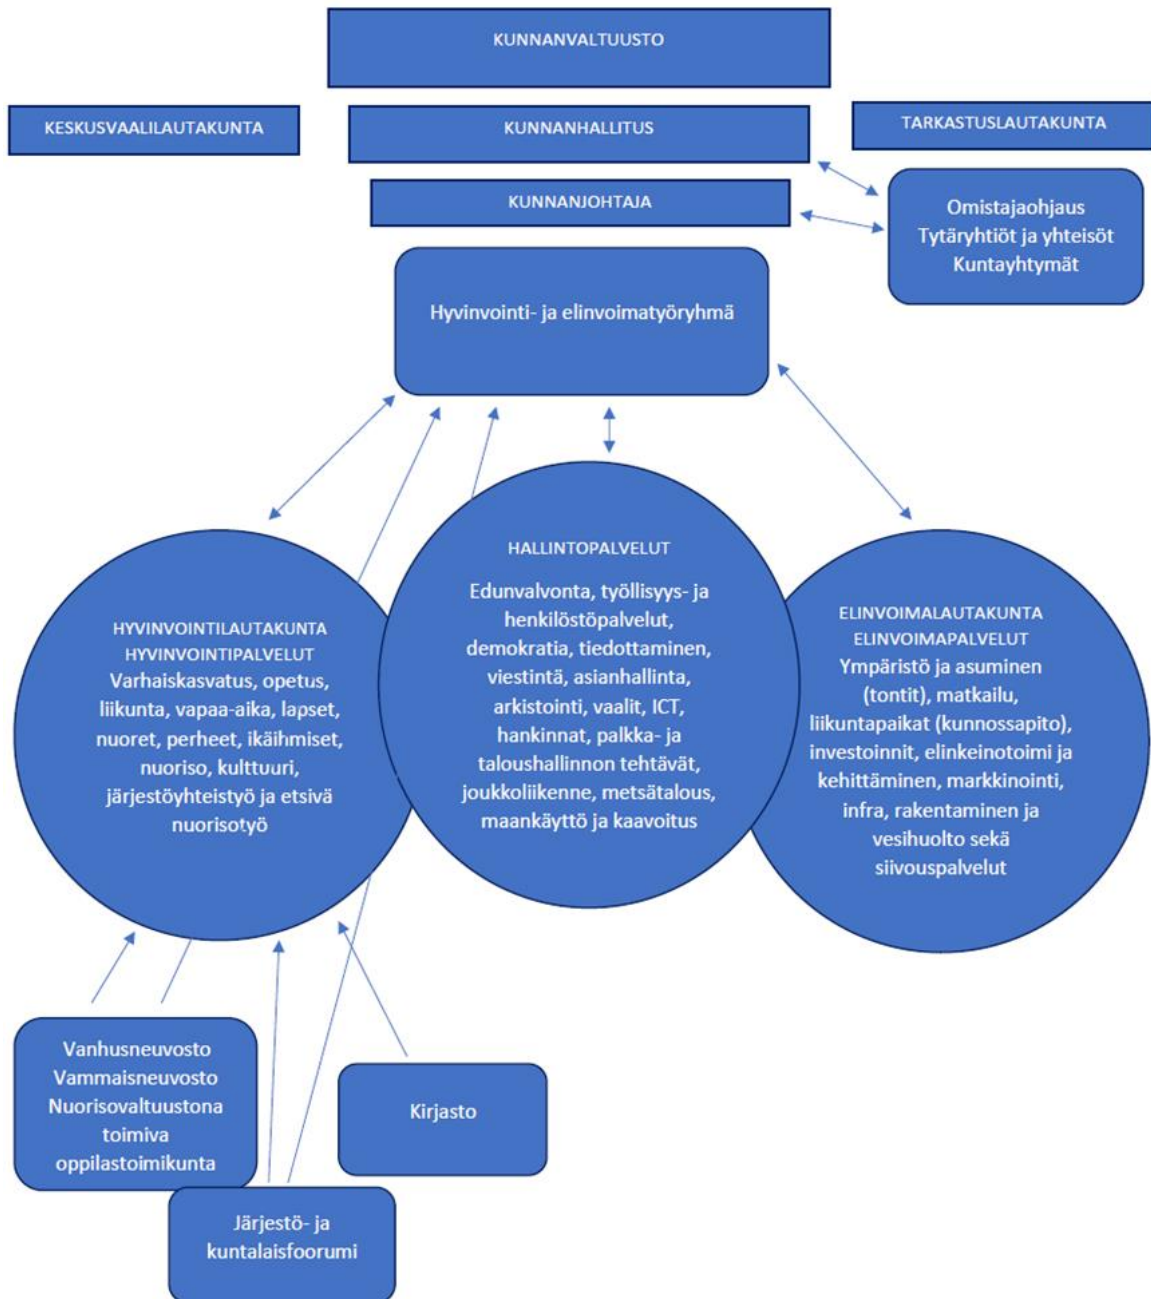 KUNNANVALTUUSTO
KESKUSVAALILAUTAKUNTA
KUNNANHALLITUS
TARKASTUSLAUTAKUNTA
KUNNANJOHTAJA
Omistajaohjaus
Tytäryhtiöt ja yhteisöt
Kuntayhtymät
Hyvinvointi- ja elinvoimatyöryhmä
HYVINVOINTILAUTAKUNTA
HYVINVOINTIPALVELUT
Varhaiskasvatus, opetus,
liikunta, vapaa-aika, lapset,
nuoret, perheet, ikäihmiset,
nuoriso, kulttuuri,
järjestöyhteistyö ja etsivä
nuorisotyö
HALLINTOPALVELUT
Edunvalvonta, työllisyys- ja
henkilöstöpalvelut,
demokratia, tiedottaminen,
viestintä, asianhallinta,
arkistointi, vaalit, ICT,
hankinnat, palkka- ja
taloushallinnon tehtävät,
joukkoliikenne, metsätalous,
maankäyttö ja kaavoitus
ELINVOIMALAUTAKUNTA
ELINVOIMAPALVELUT
Ympäristö ja asuminen
(tontit), matkailu,
liikuntapaikat (kunnossapito),
investoinnit, elinkeinotoimi ja
kehittäminen, markkinointi,
infra, rakentaminen ja
vesihuolto sekä
siivouspalvelut
Vanhusneuvosto
Vammaisneuvosto
Nuorisovaltuustona
toimiva
oppilastoimikunta
Kirjasto
Järjestö- ja
kuntalaisfoorumi